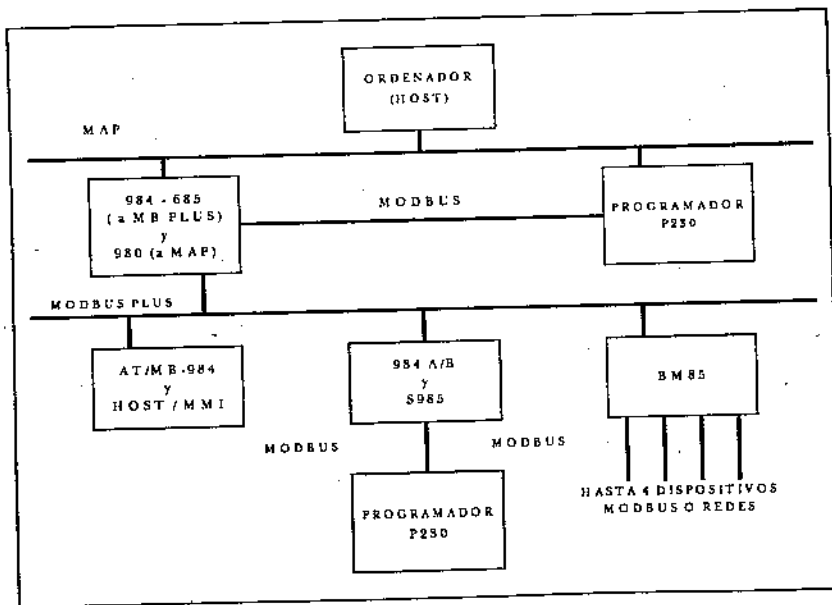 ORDENADOR
(HOST)
MAP
984 - 685
(a MB PLUS)
y
980 (a MAP)
MODBUS
PROGRAMADOR
P230
MODBUS PLUS
AT/MB-984
y
HOST / MMI
984 A/B
y
S985
BM85
MODBUS
MODBUS
HASTA 4 DISPOSITIVOS
MODBUS O REDES
PROGRAMADOR
P230